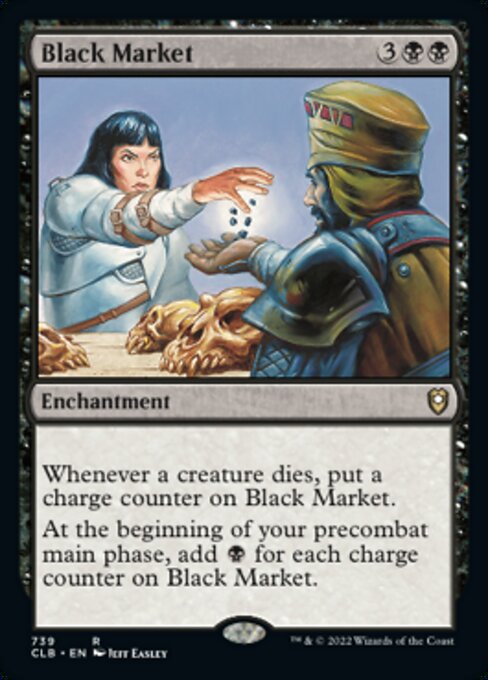 Black Market 3
Enchantment
Whenever a creature dies, put a
charge counter on Black Market.
At the beginning of your precombat
main phase, add for each charge
counter on Black Market.
739 R
CLB • EN Jeff Easley
™ & © 2022 Wizards of the Coast